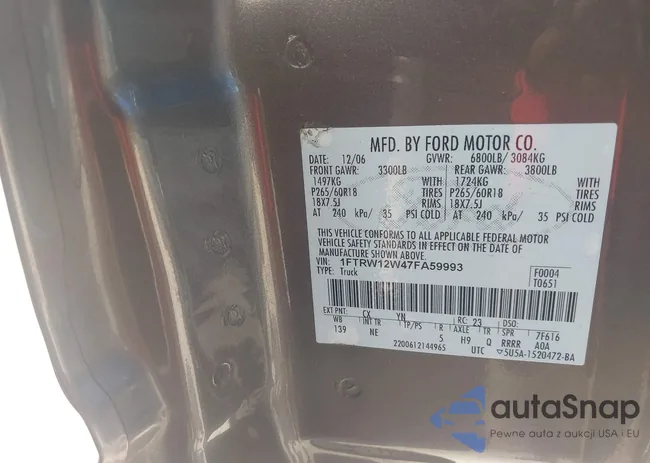 MFD. BY FORD MOTOR CO.
DATE: 12/06 GVWR: 6800LB/ 3084KG
FRONT GAWR: 3300LB REAR GAWR: 3800LB
1497KG WITH 1724KG WITH
P265/60R18 TIRES P265/60R18 TIRES
18X7.5J RIMS 18X7.5J RIMS
AT 240 kPa/ 35 PSI COLD AT 240 kPa/ 35 PSI COLD
THIS VEHICLE CONFORMS TO ALL APPLICABLE FEDERAL MOTOR
VEHICLE SAFETY STANDARDS IN EFFECT ON THE DATE OF
MANUFACTURE SHOWN ABOVE.
VIN: 1FTRW12W47FA59993
TYPE: Truck
F0004
T0651
EXT PNT: CX YN RC: 23 DSO:
WB INT TR TP/PS R AXLE TR SPR 7F616
139 NE 5 H9 Q RRRR AOA
2200612144965 UTC 5U5A-1520472-BA
autaSnap
Pewne auta z aukcji USA i EU